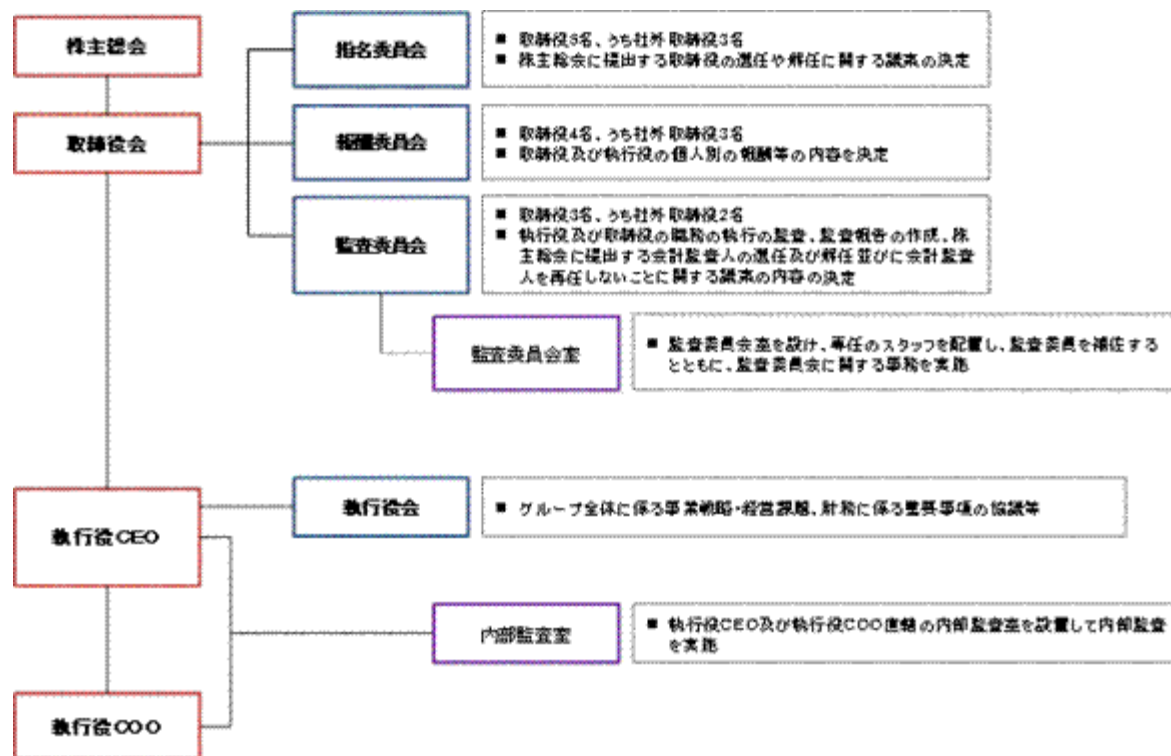 株主総会
指名委員会
■ 取締役5名、うち社外取締役3名
■ 株主総会に提出する取締役の選任や解任に関する議案の決定
取締役会
報酬委員会
■ 取締役4名、うち社外取締役3名
■ 取締役及び執行役の個人別の報酬等の内容を決定
監査委員会
■ 取締役3名、うち社外取締役2名
■ 執行役及び取締役の職務の執行の監査、監査報告の作成、株
主総会に提出する会計監査人の選任及び解任並びに会計監査
人を再任しないことに関する議案の内容の決定
監査委員会室
■ 監査委員会室を設け、専任のスタッフを配置し、監査委員を補佐する
とともに、監査委員会に関する事務を実施
執行役CEO
執行役会
■ グループ全体に係る事業戦略・経営課題、財務に係る重要事項の協議等
内部監査室
■ 執行役CEO及び執行役COO直轄の内部監査室を設置して内部監査
を実施
執行役COO